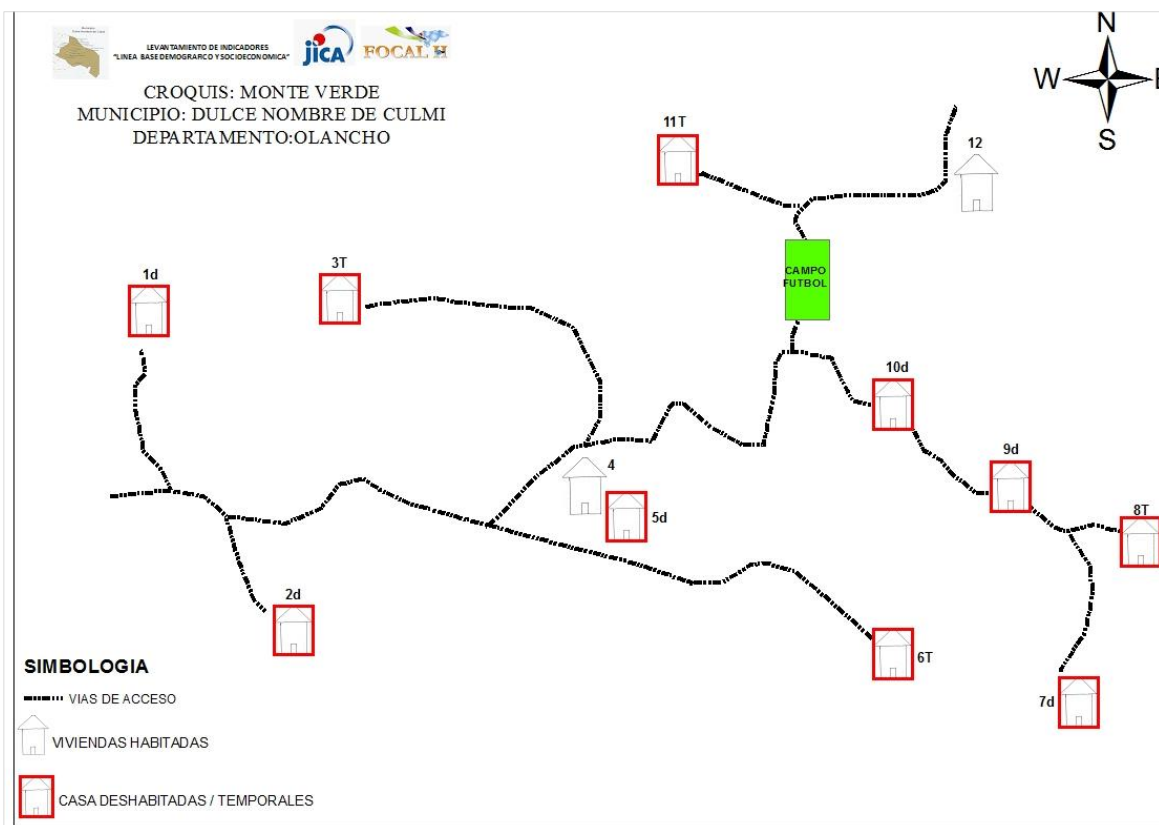 LEVANTAMIENTO DE INDICADORES
"LINEA BASE DEMOGRAFICO Y SOCIOECONOMICA"
JICA
FOCAL H
CROQUIS: MONTE VERDE
MUNICIPIO: DULCE NOMBRE DE CULMI
DEPARTAMENTO:OLANCHO
N
W
E
S
11T
12
1d
3T
CAMPO
FUTBOL
10d
4
9d
5d
8T
2d
6T
7d
SIMBOLOGIA
VIAS DE ACCESO
VIVIENDAS HABITADAS
CASA DESHABITADAS / TEMPORALES